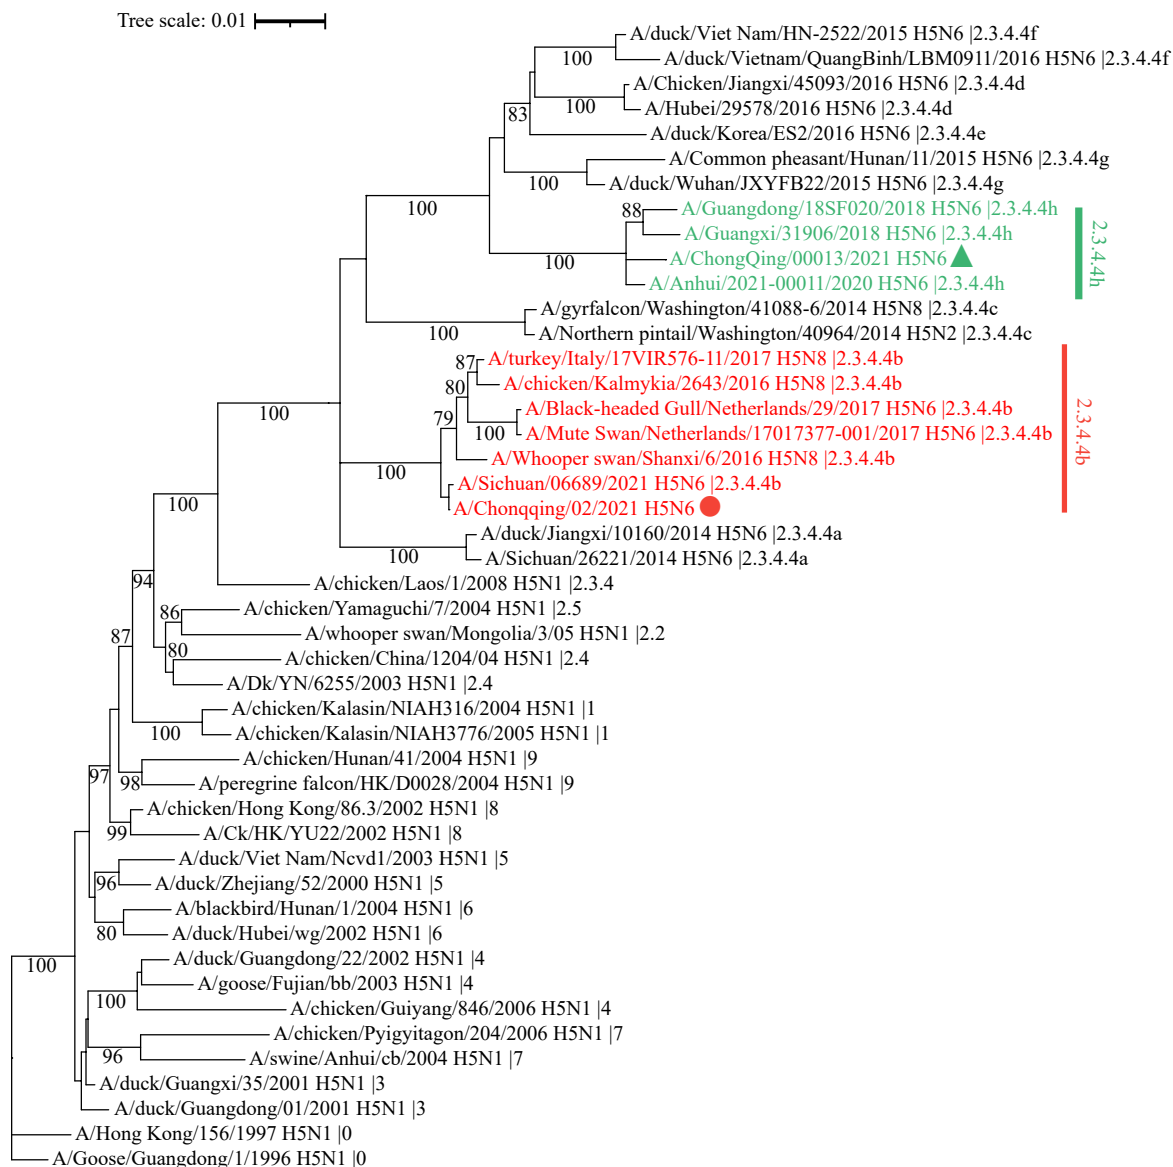 Tree scale: 0.01
A/duck/Viet Nam/HN-2522/2015 H5N6 |2.3.4.4f
100
A/duck/Vietnam/QuangBinh/LBM0911/2016 H5N6 |2.3.4.4f
A/Chicken/Jiangxi/45093/2016 H5N6 |2.3.4.4d
100
83
A/Hubei/29578/2016 H5N6 |2.3.4.4d
A/duck/Korea/ES2/2016 H5N6 |2.3.4.4e
A/Common pheasant/Hunan/11/2015 H5N6 |2.3.4.4g
100
A/duck/Wuhan/JXYFB22/2015 H5N6 |2.3.4.4g
100
88
A/Guangdong/18SF020/2018 H5N6 |2.3.4.4h
A/Guangxi/31906/2018 H5N6 |2.3.4.4h
100
A/ChongQing/00013/2021 H5N6
A/Anhui/2021-00011/2020 H5N6 |2.3.4.4h
2.3.4.4h
A/gyrfalcon/Washington/41088-6/2014 H5N8 |2.3.4.4c
100
A/Northern pintail/Washington/40964/2014 H5N2 |2.3.4.4c
87
A/turkey/Italy/17VIR576-11/2017 H5N8 |2.3.4.4b
80
A/chicken/Kalmykia/2643/2016 H5N8 |2.3.4.4b
100
79
A/Black-headed Gull/Netherlands/29/2017 H5N6 |2.3.4.4b
100
A/Mute Swan/Netherlands/17017377-001/2017 H5N6 |2.3.4.4b
2.3.4.4b
A/Whooper swan/Shanxi/6/2016 H5N8 |2.3.4.4b
100
A/Sichuan/06689/2021 H5N6 |2.3.4.4b
A/Chonqqing/02/2021 H5N6
100
A/duck/Jiangxi/10160/2014 H5N6 |2.3.4.4a
100
A/Sichuan/26221/2014 H5N6 |2.3.4.4a
94
A/chicken/Laos/1/2008 H5N1 |2.3.4
86
A/chicken/Yamaguchi/7/2004 H5N1 |2.5
87
A/whooper swan/Mongolia/3/05 H5N1 |2.2
80
A/chicken/China/1204/04 H5N1 |2.4
A/Dk/YN/6255/2003 H5N1 |2.4
A/chicken/Kalasin/NIAH316/2004 H5N1 |1
100
A/chicken/Kalasin/NIAH3776/2005 H5N1 |1
A/chicken/Hunan/41/2004 H5N1 |9
97
98
A/peregrine falcon/HK/D0028/2004 H5N1 |9
A/chicken/Hong Kong/86.3/2002 H5N1 |8
99
A/Ck/HK/YU22/2002 H5N1 |8
A/duck/Viet Nam/Ncvd1/2003 H5N1 |5
96
A/duck/Zhejiang/52/2000 H5N1 |5
A/blackbird/Hunan/1/2004 H5N1 |6
80
A/duck/Hubei/wg/2002 H5N1 |6
100
A/duck/Guangdong/22/2002 H5N1 |4
A/goose/Fujian/bb/2003 H5N1 |4
100
A/chicken/Guiyang/846/2006 H5N1 |4
A/chicken/Pyigyitagon/204/2006 H5N1 |7
96
A/swine/Anhui/cb/2004 H5N1 |7
A/duck/Guangxi/35/2001 H5N1 |3
A/duck/Guangdong/01/2001 H5N1 |3
A/Hong Kong/156/1997 H5N1 |0
A/Goose/Guangdong/1/1996 H5N1 |0